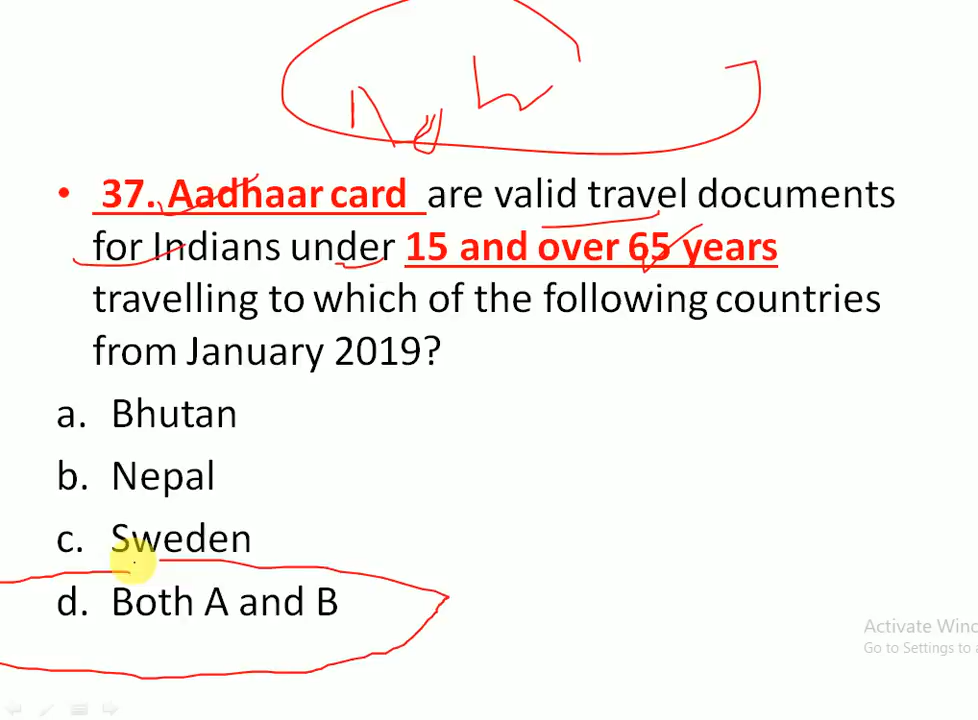 • 37. Aadhaar card are valid travel documents
for Indians under 15 and over 65 years
travelling to which of the following countries
from January 2019?
a. Bhutan
b. Nepal
c. Sweden
d. Both A and B
Activate Winc
Go to Settings to a